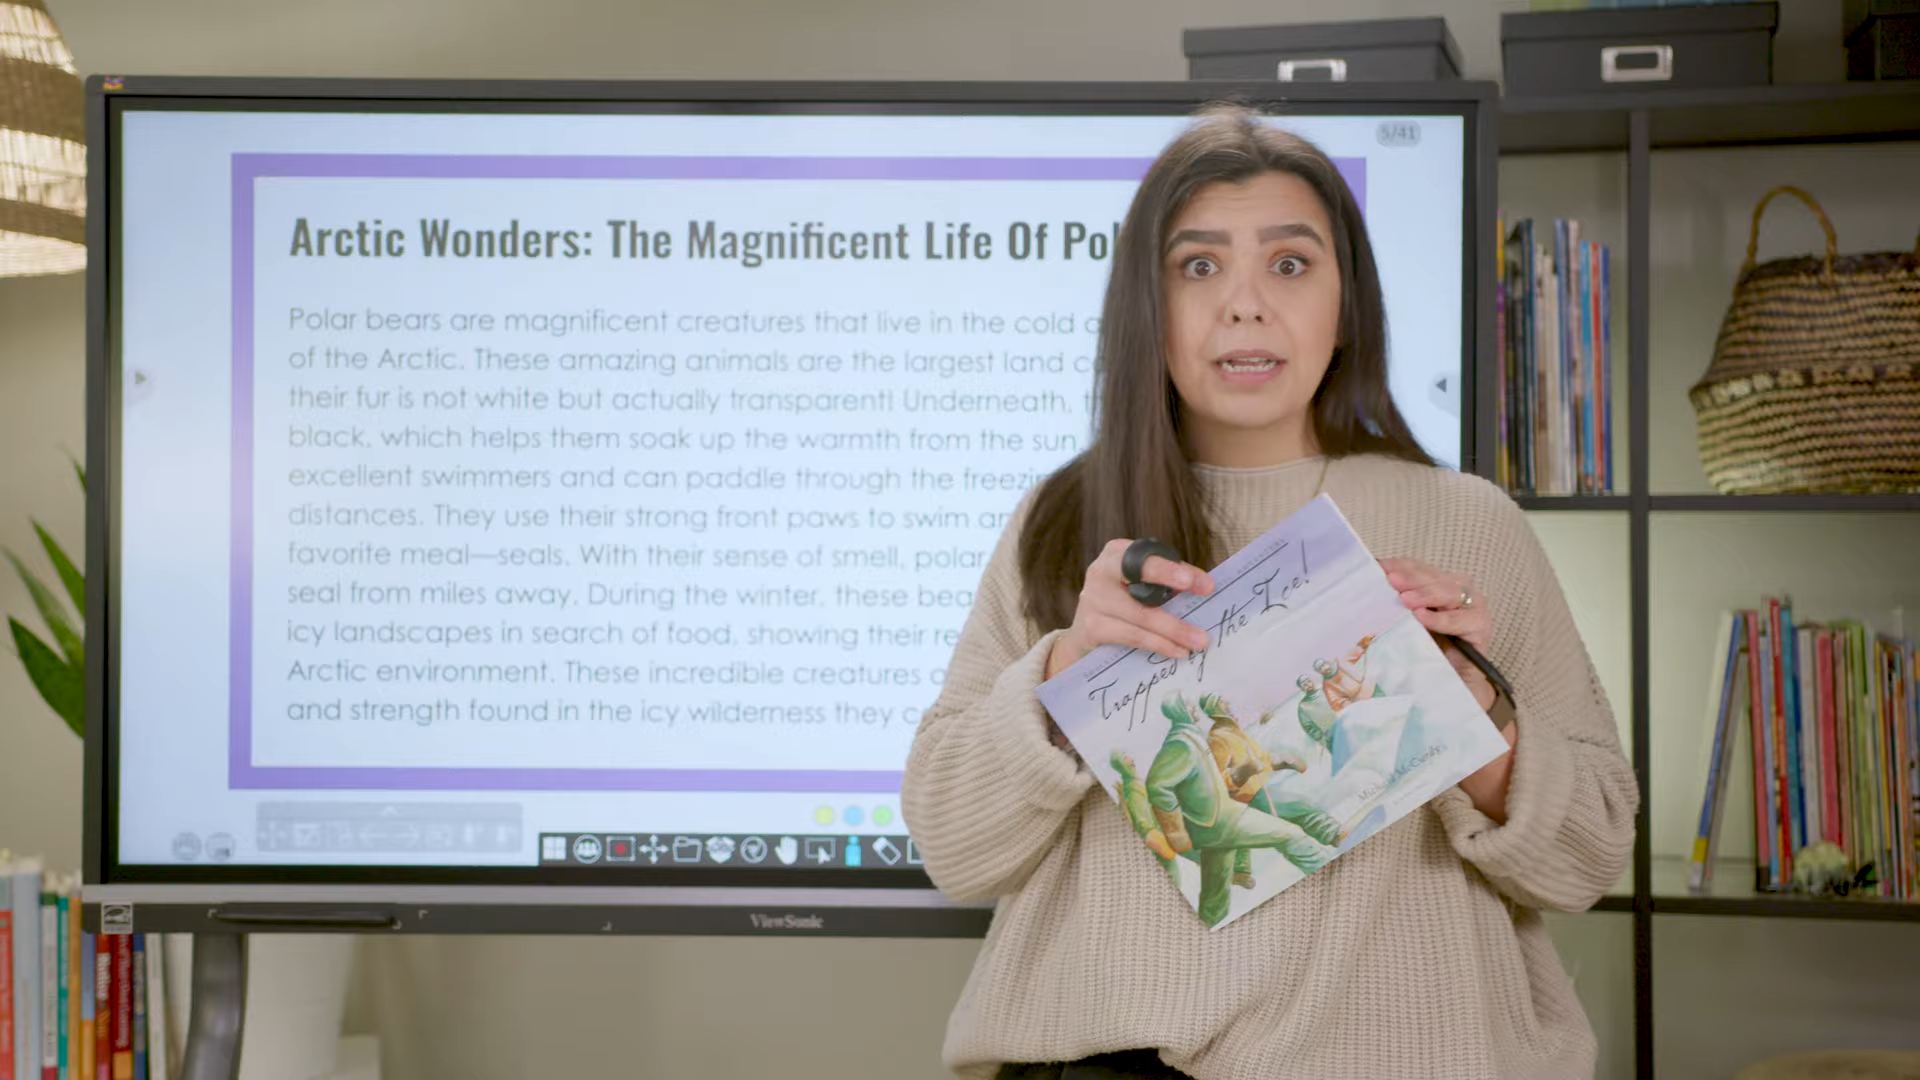 5/41
Arctic Wonders: The Magnificent Life Of Pol
Polar bears are magnificent creatures that live in the cold
of the Arctic. These amazing animals are the largest land
their fur is not white but actually transparent! Underneath,
black, which helps them soak up the warmth from the sun
excellent swimmers and can paddle through the
distances. They use their strong front paws to swim
favorite meal—seals. With their sense of smell, polar
seal from miles away. During the winter, these
icy landscapes in search of food, showing their
Arctic environment. These incredible creatures
and strength found in the icy wilderness they
ViewSonic
Trapped by the Ice!
Michael McCurdy